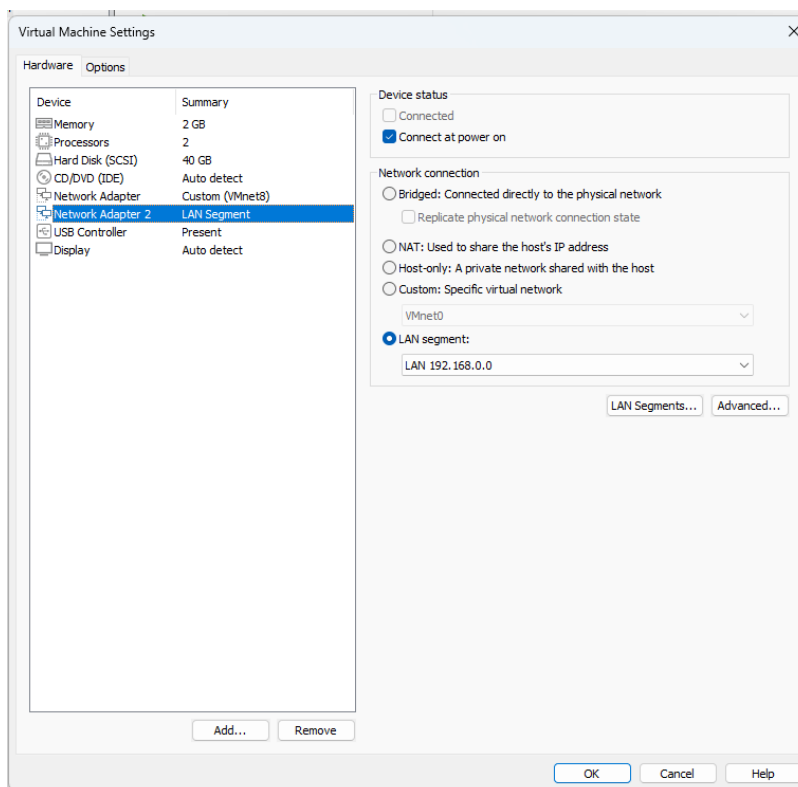 Virtual Machine Settings
Hardware Options
Device Summary
Memory 2 GB
Processors 2
Hard Disk (SCSI) 40 GB
CD/DVD (IDE) Auto detect
Network Adapter Custom (VMnet8)
Network Adapter 2 LAN Segment
USB Controller Present
Display Auto detect
Add... Remove
Device status
Connected
Connect at power on
Network connection
Bridged: Connected directly to the physical network
Replicate physical network connection state
NAT: Used to share the host's IP address
Host-only: A private network shared with the host
Custom: Specific virtual network
VMnet0
LAN segment:
LAN 192.168.0.0
LAN Segments... Advanced...
OK Cancel Help